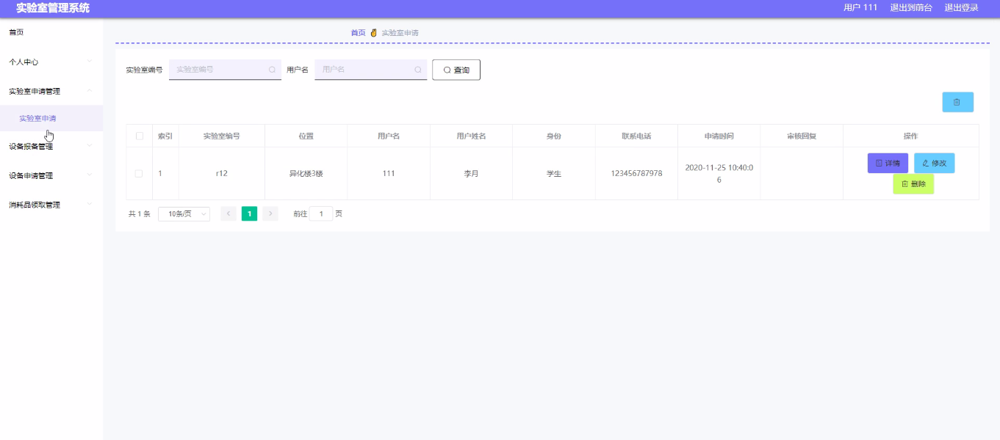 实验室管理系统
用户 111 退出到前台 退出登录
首页
个人中心
实验室申请管理
实验室申请
设备报备管理
设备申请管理
消耗品领取管理
首页 实验室申请
实验室编号 实验室编号 用户名 用户名 查询
索引 实验室编号 位置 用户名 用户姓名 身份 联系电话 申请时间 审核回复 操作
1 r12 异化楼3楼 111 李月 学生 123456787978 2020-11-25 10:40:0
6
详情 修改
删除
共 1 条 10条/页 1 前往 1 页